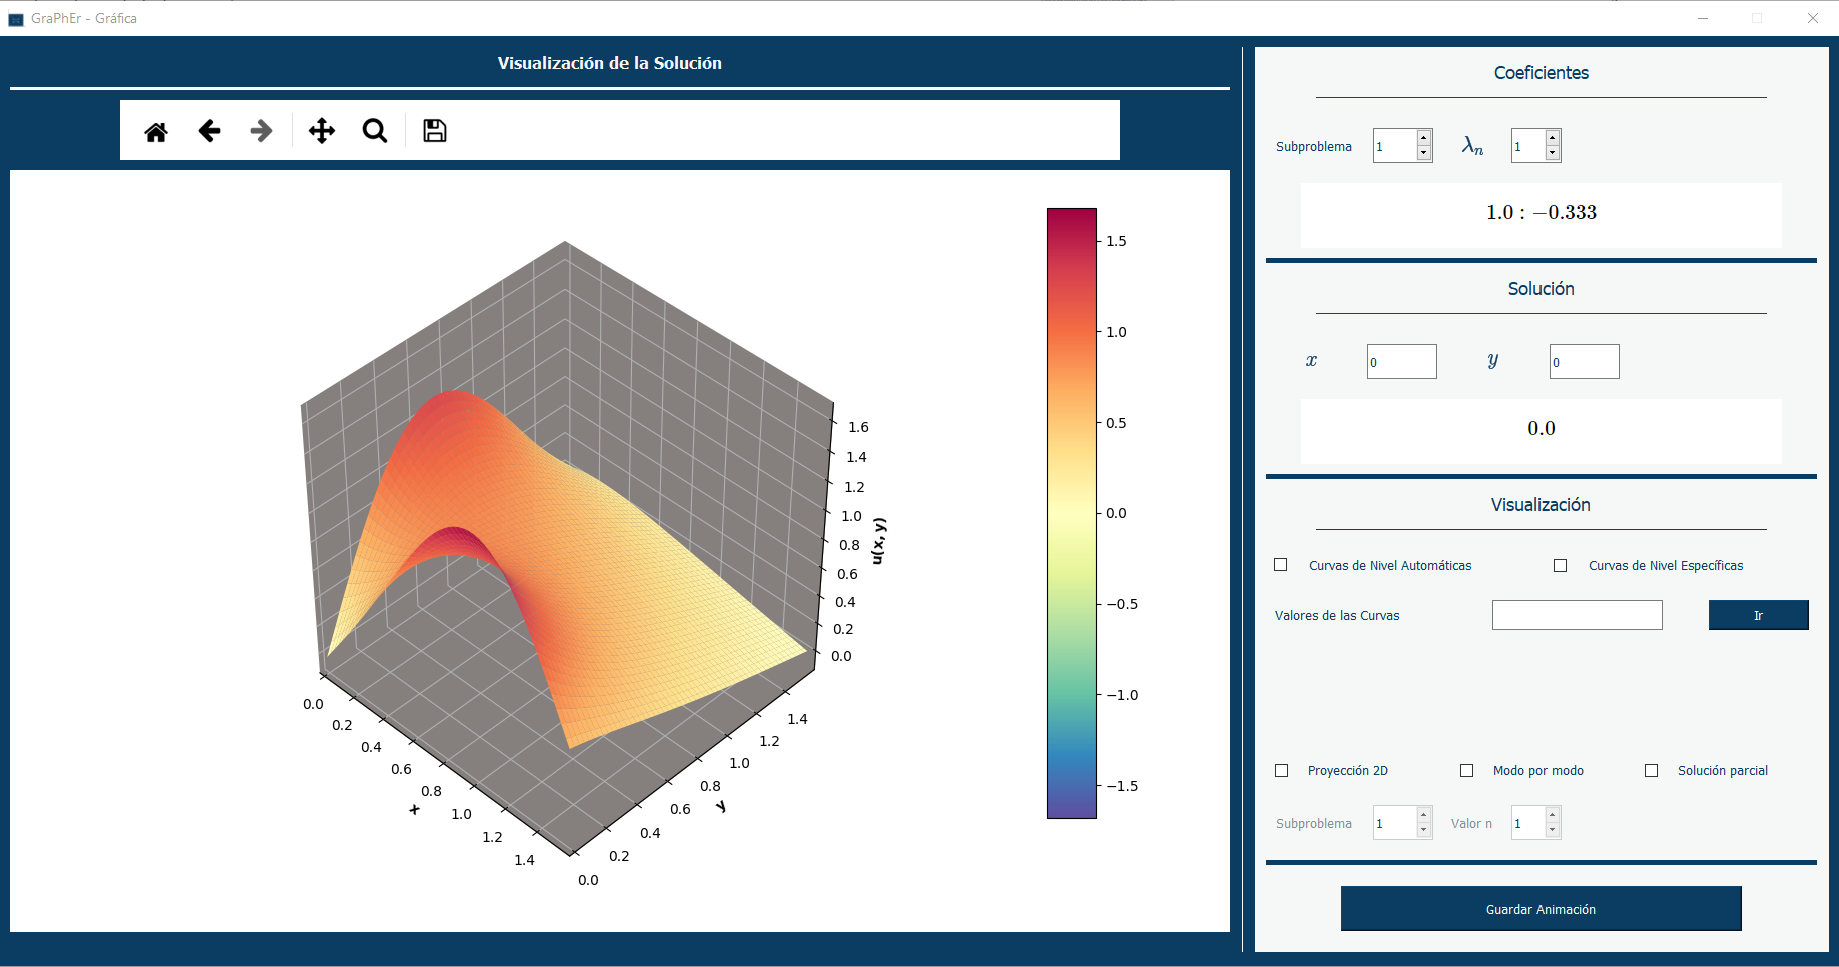 GraPhEr - Gráfica
Visualización de la Solución
1.5
1.0
0.5
0.0
−0.5
−1.0
−1.5
1.6
1.4
1.2
1.0
0.8
0.6
0.4
0.2
0.0
u(x, y)
0.0
0.2
0.4
0.6
0.8
1.0
1.2
1.4
x
0.0
0.2
0.4
0.6
0.8
1.0
1.2
1.4
y
Coeficientes
Subproblema 1 λn 1
1.0 : −0.333
Solución
x 0 y 0
0.0
Visualización
Curvas de Nivel Automáticas Curvas de Nivel Específicas
Valores de las Curvas Ir
Proyección 2D Modo por modo Solución parcial
Subproblema 1 Valor n 1
Guardar Animación